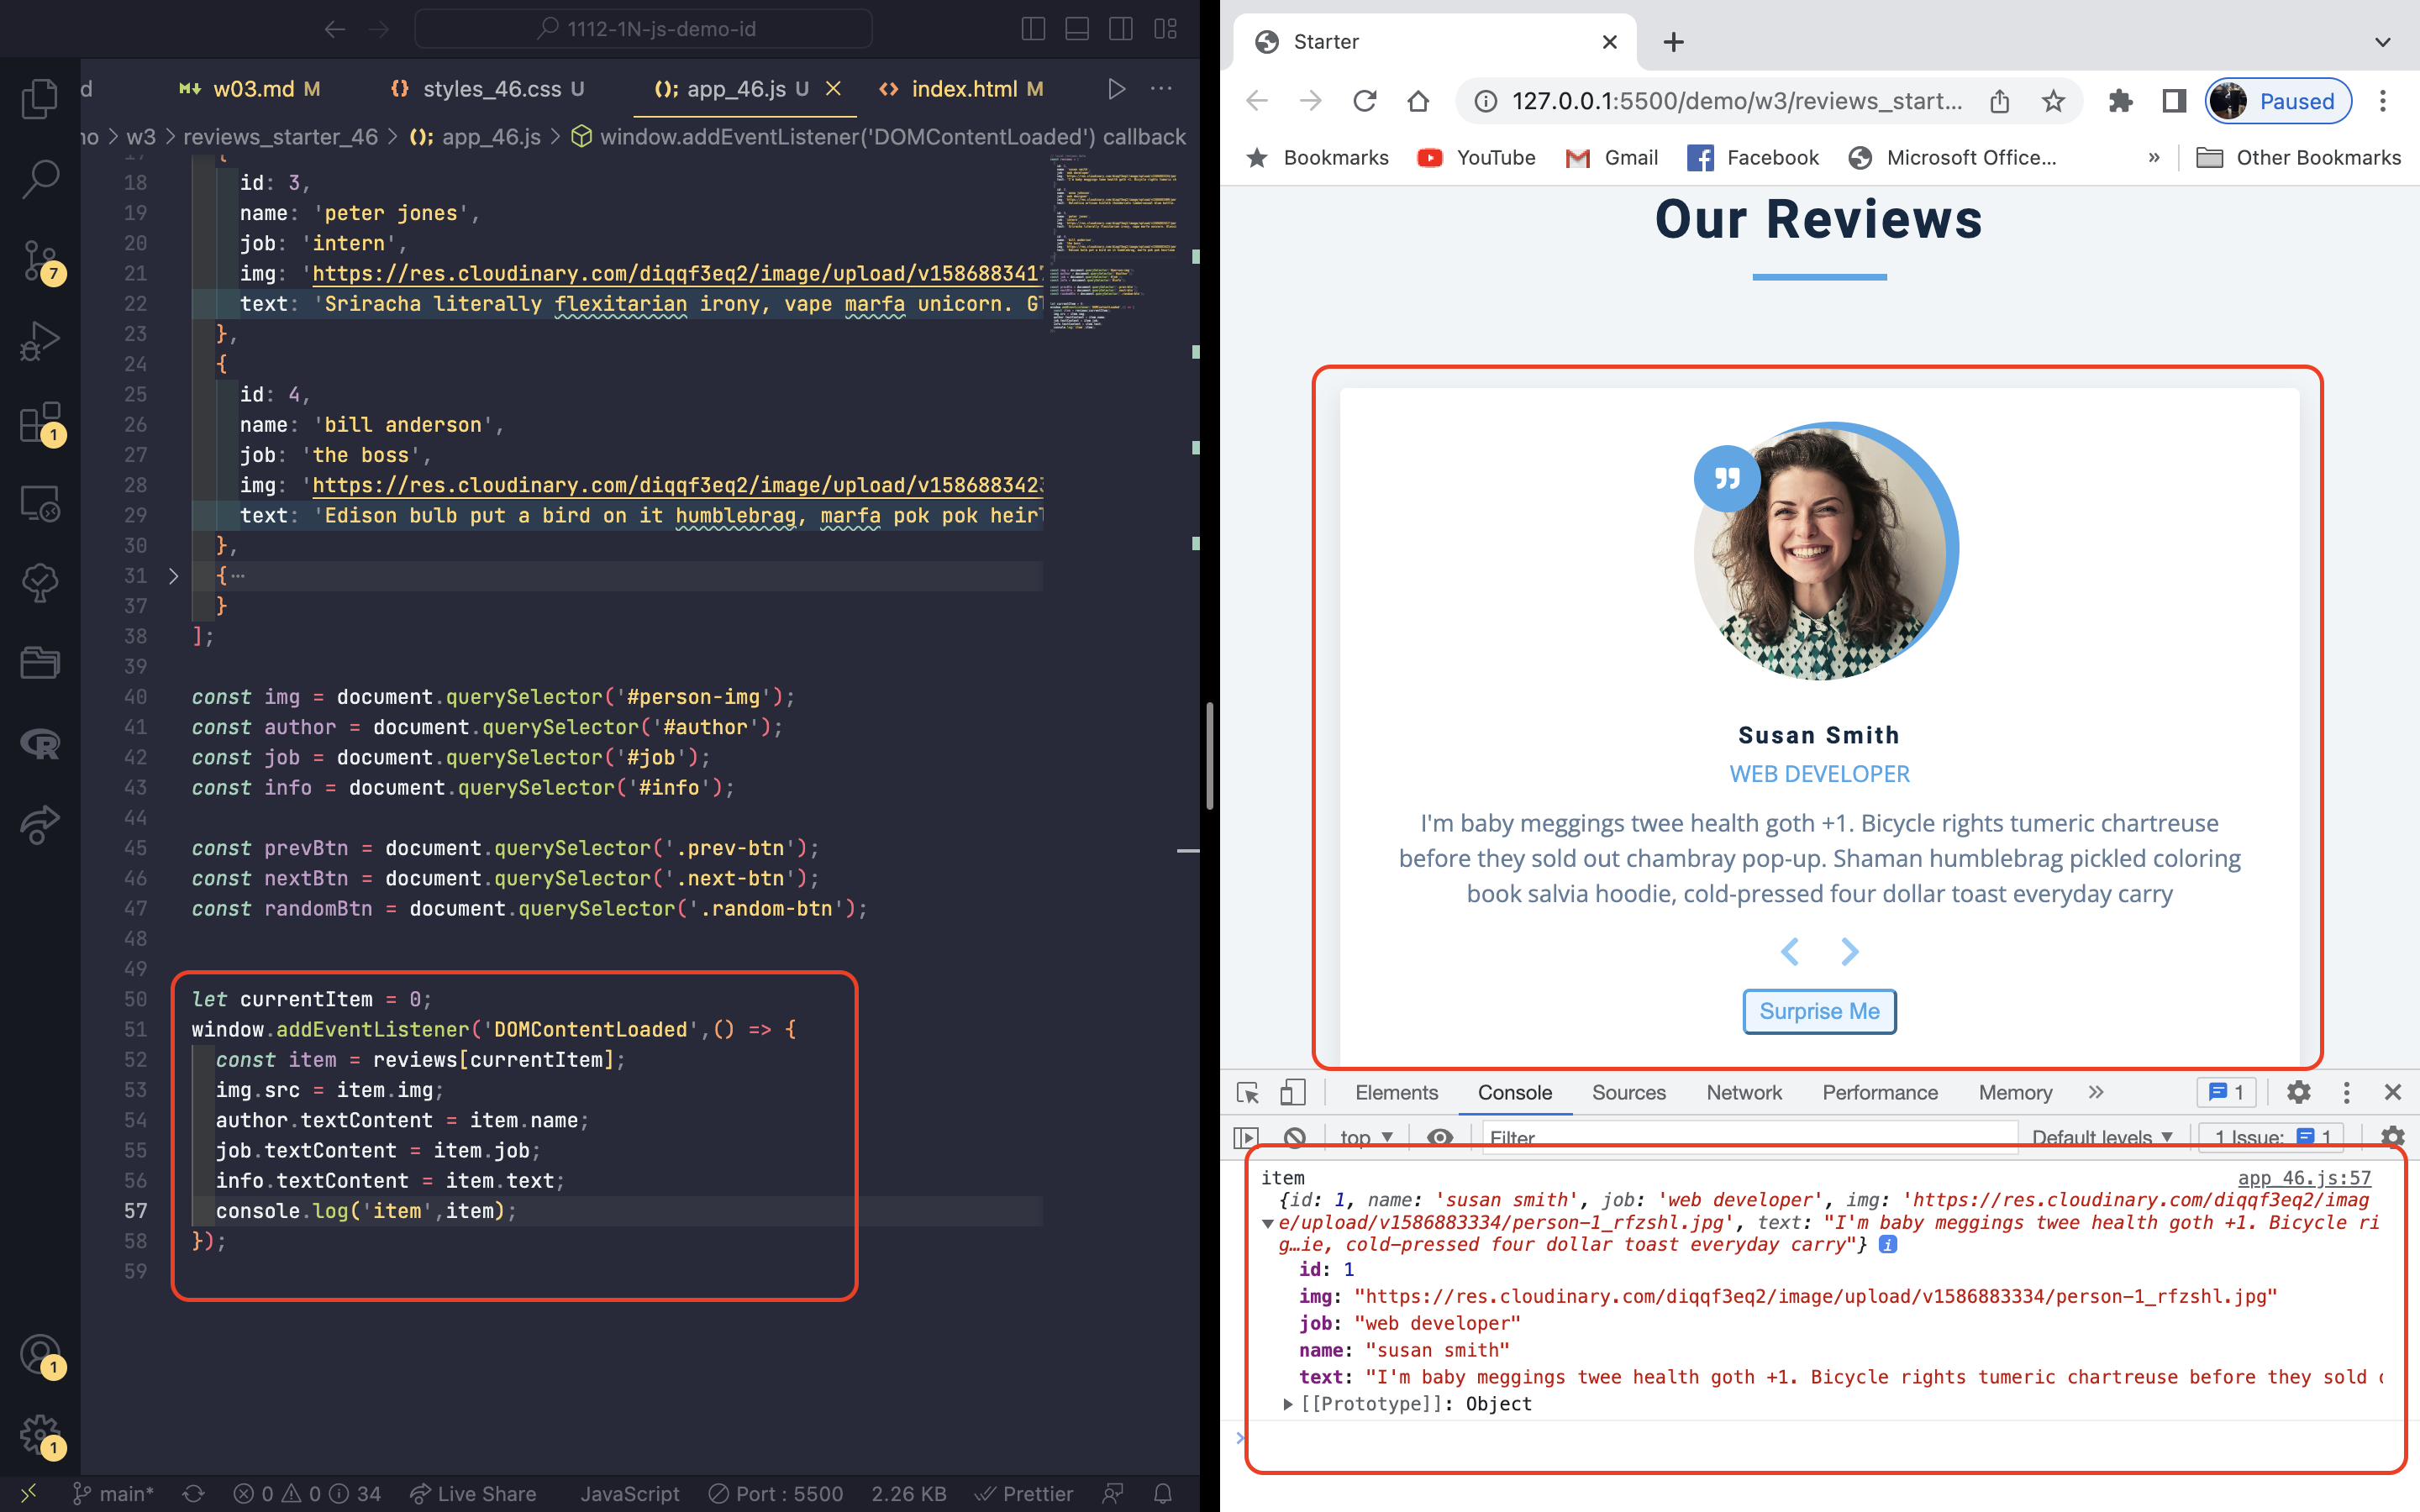 1112-1N-js-demo-id
d
w03.md M
{} styles_46.css U
(); app_46.js U
<> index.html M
mo > w3 > reviews_starter_46 > (); app_46.js > window.addEventListener('DOMContentLoaded') callback
17 {
18 id: 3,
19 name: 'peter jones',
20 job: 'intern',
21 img: 'https://res.cloudinary.com/diqqf3eq2/image/upload/v1586883417
22 text: 'Sriracha literally flexitarian irony, vape marfa unicorn. Gl
23 },
24 {
25 id: 4,
26 name: 'bill anderson',
27 job: 'the boss',
28 img: 'https://res.cloudinary.com/diqqf3eq2/image/upload/v1586883423
29 text: 'Edison bulb put a bird on it humblebrag, marfa pok pok heirl
30 },
31 {…
37 }
38 ];
39
40 const img = document.querySelector('#person-img');
41 const author = document.querySelector('#author');
42 const job = document.querySelector('#job');
43 const info = document.querySelector('#info');
44
45 const prevBtn = document.querySelector('.prev-btn');
46 const nextBtn = document.querySelector('.next-btn');
47 const randomBtn = document.querySelector('.random-btn');
48
49
50 let currentItem = 0;
51 window.addEventListener('DOMContentLoaded',() => {
52 const item = reviews[currentItem];
53 img.src = item.img;
54 author.textContent = item.name;
55 job.textContent = item.job;
56 info.textContent = item.text;
57 console.log('item',item);
58 });
59
7
1
1
1
main*
0 0 34
Live Share
JavaScript
Port : 5500
2.26 KB
Prettier
Starter
127.0.0.1:5500/demo/w3/reviews_start...
Paused
Bookmarks
YouTube
Gmail
Facebook
Microsoft Office...
»
Other Bookmarks
Our Reviews
Susan Smith
WEB DEVELOPER
I'm baby meggings twee health goth +1. Bicycle rights tumeric chartreuse
before they sold out chambray pop-up. Shaman humblebrag pickled coloring
book salvia hoodie, cold-pressed four dollar toast everyday carry
Surprise Me
Elements Console Sources Network Performance Memory » 1
top ▼ Filter Default levels ▼ 1 Issue: 1
item app_46.js:57
{id: 1, name: 'susan smith', job: 'web developer', img: 'https://res.cloudinary.com/diqqf3eq2/imag
e/upload/v1586883334/person-1_rfzshl.jpg', text: "I'm baby meggings twee health goth +1. Bicycle ri
g…ie, cold-pressed four dollar toast everyday carry"}
id: 1
img: "https://res.cloudinary.com/diqqf3eq2/image/upload/v1586883334/person-1_rfzshl.jpg"
job: "web developer"
name: "susan smith"
text: "I'm baby meggings twee health goth +1. Bicycle rights tumeric chartreuse before they sold
[[Prototype]]: Object